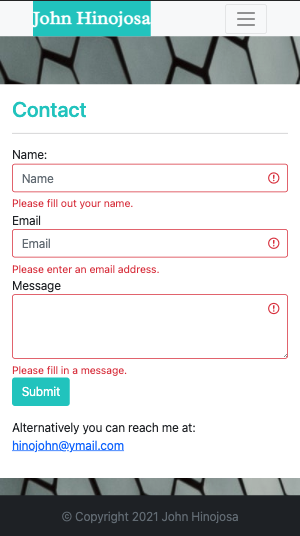 John Hinojosa
Contact
Name:
Name
Please fill out your name.
Email
Email
Please enter an email address.
Message
Please fill in a message.
Submit
Alternatively you can reach me at:
hinojohn@ymail.com
© Copyright 2021 John Hinojosa